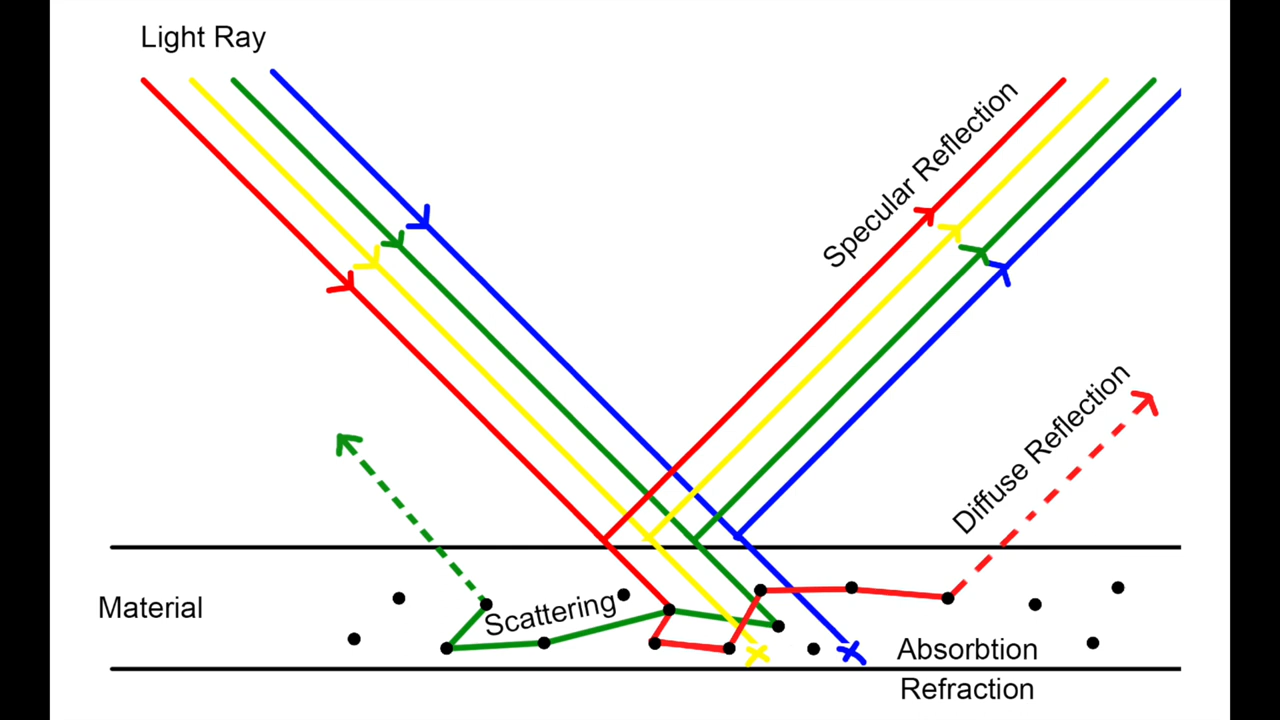 Light Ray
Specular Reflection
Diffuse Reflection
Material
Scattering
Absorbtion
Refraction